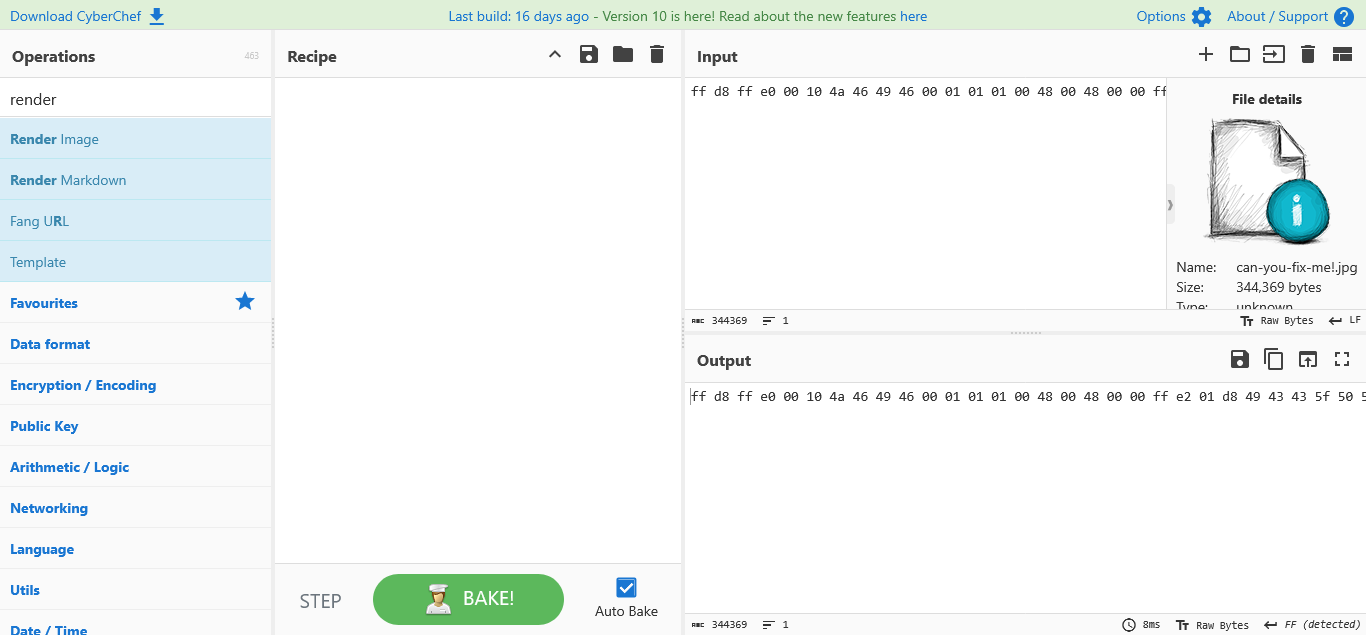 Download CyberChef
Last build: 16 days ago - Version 10 is here! Read about the new features here
Options
About / Support
Operations
463
Recipe
Input
render
Render Image
Render Markdown
Fang URL
Template
Favourites
Data format
Encryption / Encoding
Public Key
Arithmetic / Logic
Networking
Language
Utils
Date / Time
STEP
BAKE!
Auto Bake
ff d8 ff e0 00 10 4a 46 49 46 00 01 01 01 00 48 00 48 00 00 ff
File details
Name: can-you-fix-me!.jpg
Size: 344,369 bytes
Type: unknown
344369 1
Raw Bytes LF
Output
ff d8 ff e0 00 10 4a 46 49 46 00 01 01 01 00 48 00 48 00 00 ff e2 01 d8 49 43 43 5f 50
344369 1
8ms Raw Bytes FF (detected)